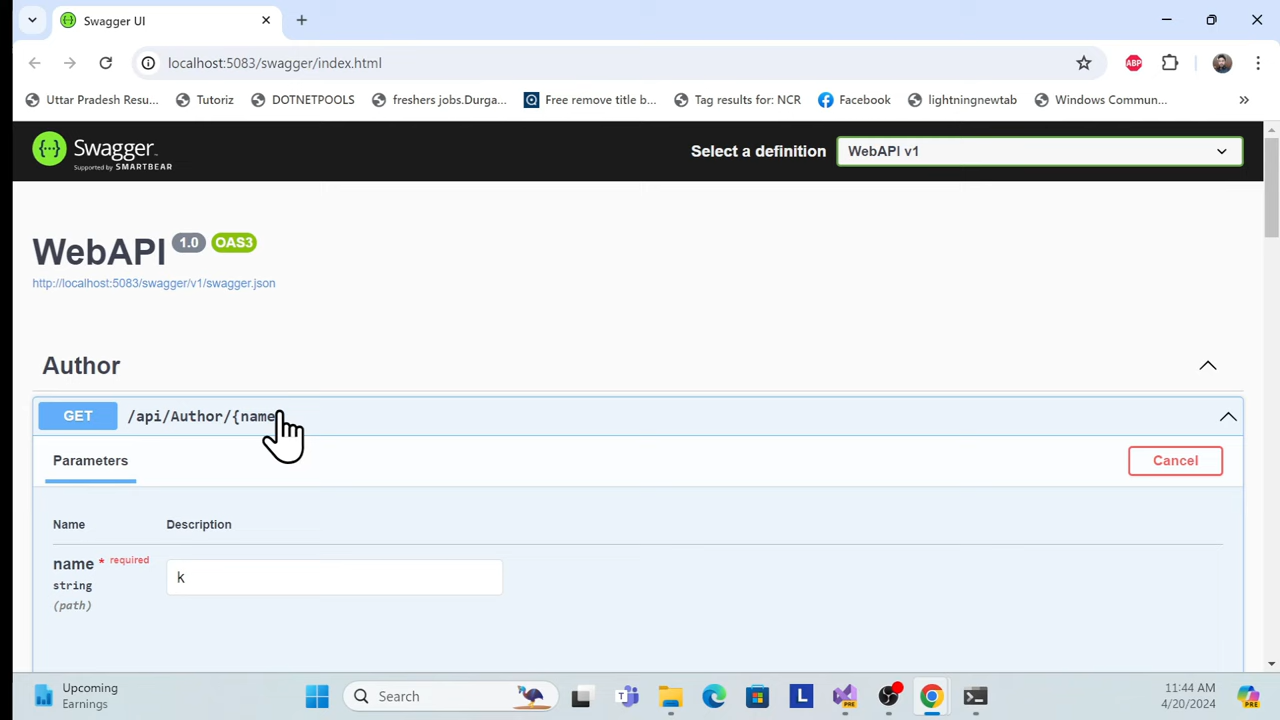 Swagger UI
localhost:5083/swagger/index.html
Uttar Pradesh Resu...
Tutoriz
DOTNETPOOLS
freshers jobs.Durga...
Free remove title b...
Tag results for: NCR
Facebook
lightningnewtab
Windows Commun...
Swagger
Supported by SMARTBEAR
Select a definition
WebAPI v1
WebAPI 1.0 OAS3
http://localhost:5083/swagger/v1/swagger.json
Author
GET /api/Author/{name
Parameters
Cancel
Name Description
name * required
string
(path)
k
Upcoming
Earnings
Search
11:44 AM
4/20/2024
ABP
L
PRE
PRE